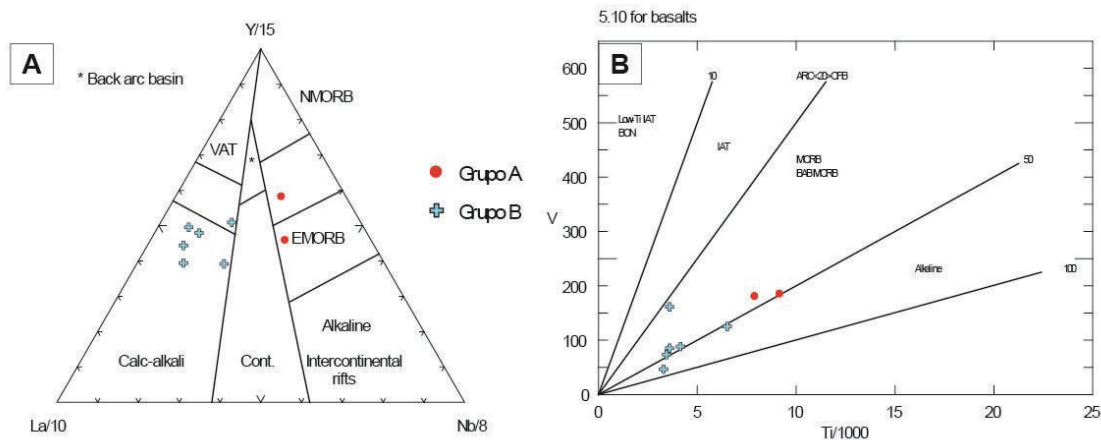 A
Y/15
* Back arc basin
NMORB
VAT
*
EMORB
Calc-alkali
Cont.
Alkaline
Intercontinental
rifts
La/10
Nb/8
Grupo A
Grupo B
5.10 for basalts
B
600
500
400
300
200
100
0
V
10
ARC<20>OFB
Low-Ti IAT
BON
IAT
MORB
BABMORB
50
Alkaline
100
0
5
10
15
20
25
Ti/1000